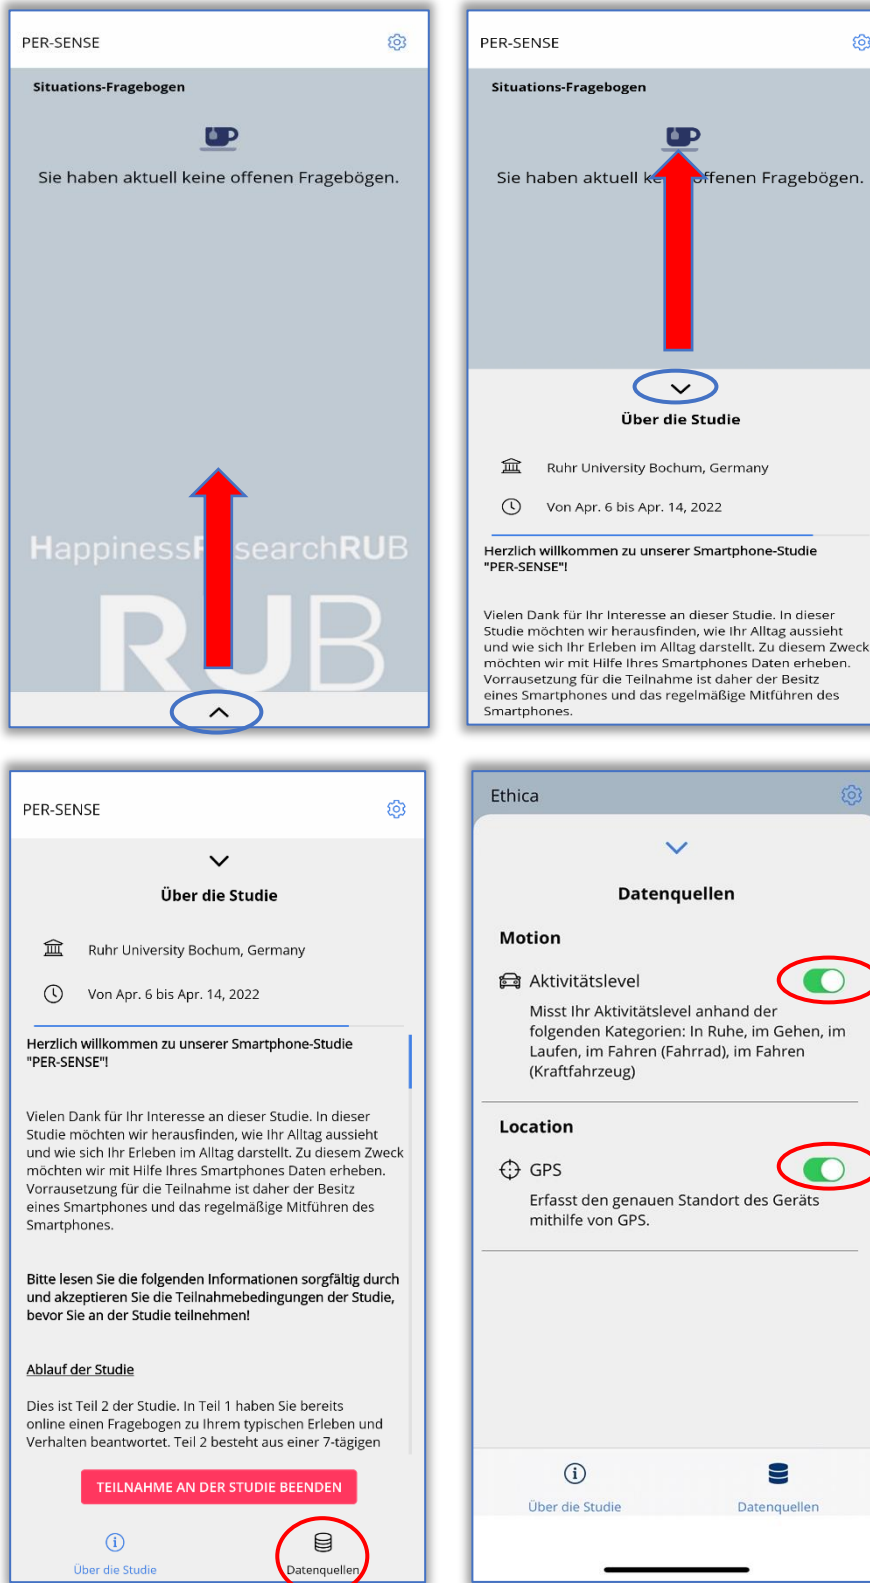 PER-SENSE
Situations-Fragebogen
Sie haben aktuell keine offenen Fragebögen.
RUB
PER-SENSE
Situations-Fragebogen
Sie haben aktuell offenen Fragebögen.
Über die Studie
Ruhr University Bochum, Germany
Von Apr. 6 bis Apr. 14, 2022
Herzlich willkommen zu unserer Smartphone-Studie
"PER-SENSE"!
Vielen Dank für Ihr Interesse an dieser Studie. In dieser
Studie möchten wir herausfinden, wie Ihr Alltag aussieht
und wie sich Ihr Erleben im Alltag darstellt. Zu diesem Zweck
möchten wir mit Hilfe Ihres Smartphones Daten erheben.
Vorrausetzung für die Teilnahme ist daher der Besitz
eines Smartphones und das regelmäßige Mitführen des
Smartphones.
PER-SENSE
Über die Studie
Ruhr University Bochum, Germany
Von Apr. 6 bis Apr. 14, 2022
Herzlich willkommen zu unserer Smartphone-Studie
"PER-SENSE"!
Vielen Dank für Ihr Interesse an dieser Studie. In dieser
Studie möchten wir herausfinden, wie Ihr Alltag aussieht
und wie sich Ihr Erleben im Alltag darstellt. Zu diesem Zweck
möchten wir mit Hilfe Ihres Smartphones Daten erheben.
Vorrausetzung für die Teilnahme ist daher der Besitz
eines Smartphones und das regelmäßige Mitführen des
Smartphones.
Bitte lesen Sie die folgenden Informationen sorgfältig durch
und akzeptieren Sie die Teilnahmebedingungen der Studie,
bevor Sie an der Studie teilnehmen!
Ablauf der Studie
Dies ist Teil 2 der Studie. In Teil 1 haben Sie bereits
online einen Fragebogen zu Ihrem typischen Erleben und
Verhalten beantwortet. Teil 2 besteht aus einer 7-tägigen
TEILNAHME AN DER STUDIE BEENDEN
Über die Studie
Datenquellen
Ethica
Datenquellen
Motion
Aktivitätslevel
Misst Ihr Aktivitätslevel anhand der
folgenden Kategorien: In Ruhe, im Gehen, im
Laufen, im Fahren (Fahrrad), im Fahren
(Kraftfahrzeug)
Location
GPS
Erfasst den genauen Standort des Geräts
mithilfe von GPS.
Über die Studie
Datenquellen